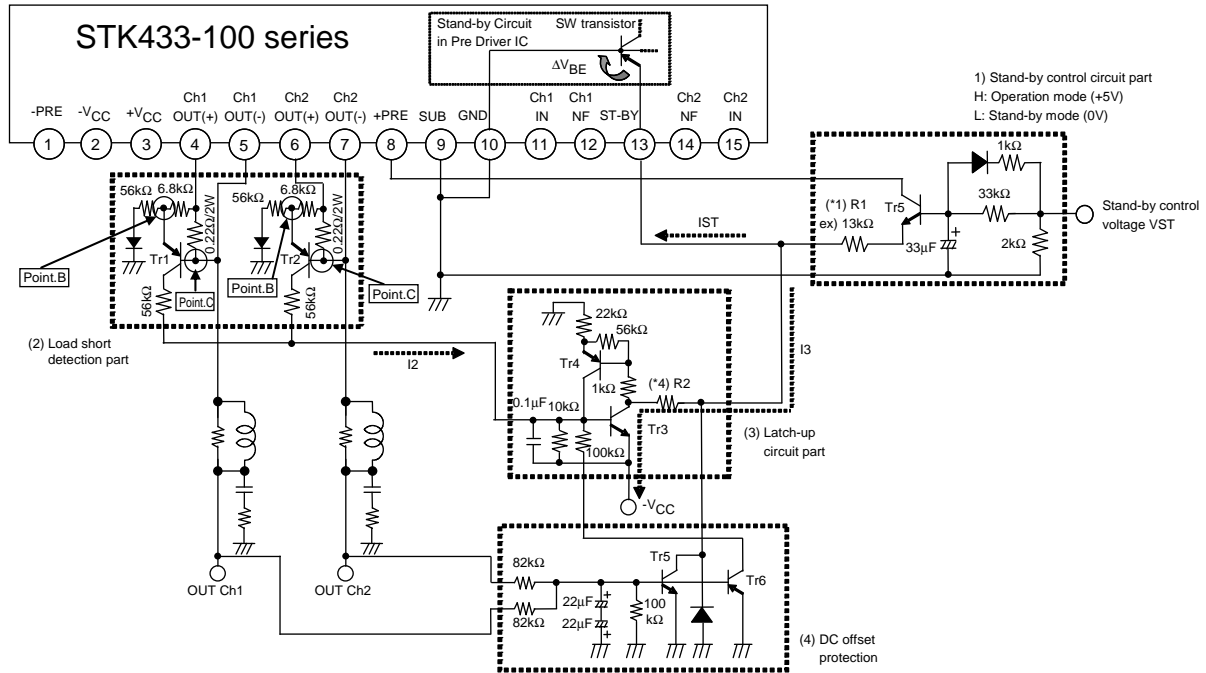 STK433-100 series
Stand-by Circuit
in Pre Driver IC
SW transistor
ΔVBE
-PRE
-VCC
+VCC
Ch1
OUT(+)
Ch1
OUT(-)
Ch2
OUT(+)
Ch2
OUT(-)
+PRE
SUB
GND
Ch1
IN
Ch1
NF
ST-BY
Ch2
NF
Ch2
IN
1
2
3
4
5
6
7
8
9
10
11
12
13
14
15
1) Stand-by control circuit part
H: Operation mode (+5V)
L: Stand-by mode (0V)
1kΩ
33kΩ
2kΩ
Tr5
(*1) R1
ex) 13kΩ
33μF
+
Stand-by control
voltage VST
IST
56kΩ
6.8kΩ
0.22Ω/2W
Tr1
56kΩ
Point.B
Point.C
56kΩ
6.8kΩ
0.22Ω/2W
Tr2
56kΩ
Point.B
Point.C
(2) Load short
detection part
I2
22kΩ
56kΩ
Tr4
1kΩ
(*4) R2
0.1μF
10kΩ
100kΩ
Tr3
-VCC
I3
(3) Latch-up
circuit part
OUT Ch1
OUT Ch2
82kΩ
82kΩ
22μF
+
22μF
+
100
kΩ
Tr5
Tr6
(4) DC offset
protection